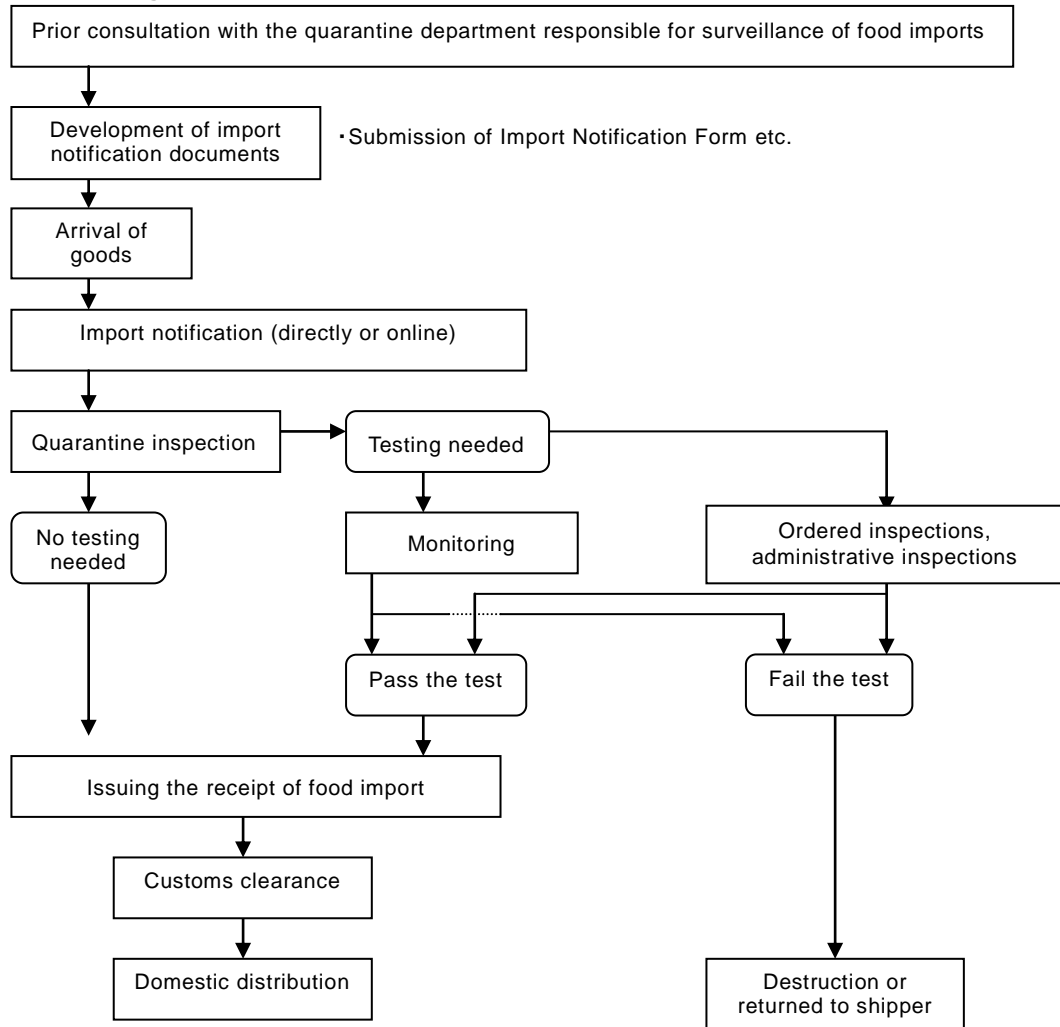 Prior consultation with the quarantine department responsible for surveillance of food imports
Development of import
notification documents
・Submission of Import Notification Form etc.
Arrival of
goods
Import notification (directly or online)
Quarantine inspection
Testing needed
No testing
needed
Monitoring
Ordered inspections,
administrative inspections
Pass the test
Fail the test
Issuing the receipt of food import
Customs clearance
Domestic distribution
Destruction or
returned to shipper